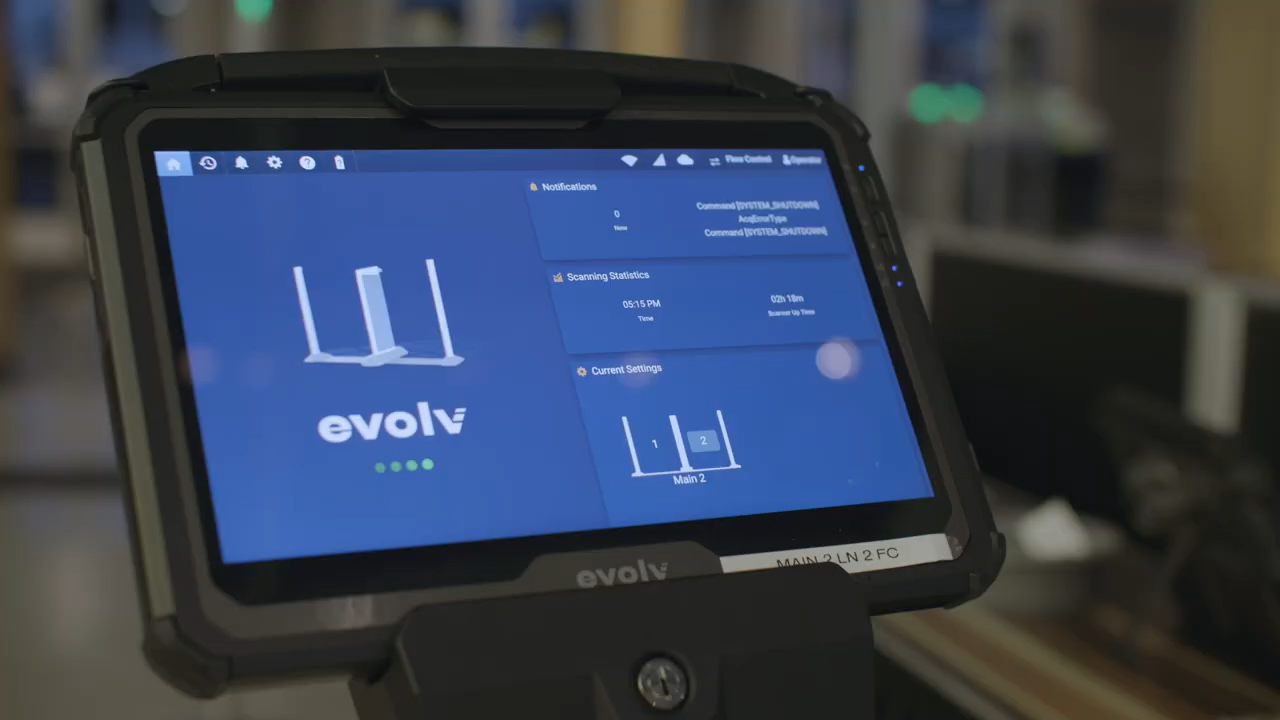 Flow Control
Operator
Notifications
0
New
Command [SYSTEM_SHUTDOWN]
AcqErrorType
Command [SYSTEM_SHUTDOWN]
Scanning Statistics
05:15 PM
Time
02h 18m
Scanner Up Time
Current Settings
1
2
Main 2
evolv
evolv
MAIN 2 LN 2 FC